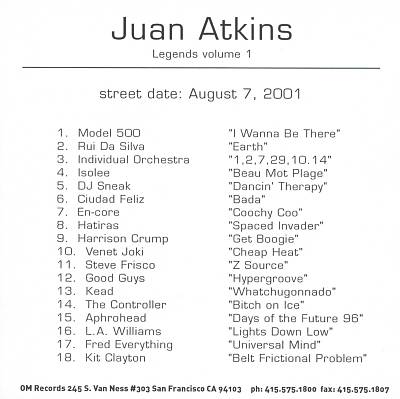 Juan Atkins
Legends volume 1
street date: August 7, 2001
1. Model 500 "I Wanna Be There"
2. Rui Da Silva "Earth"
3. Individual Orchestra "1,2,7,29,10.14"
4. Isolee "Beau Mot Plage"
5. DJ Sneak "Dancin' Therapy"
6. Ciudad Feliz "Bada"
7. En-core "Coochy Coo"
8. Hatiras "Spaced Invader"
9. Harrison Crump "Get Boogie"
10. Venet Joki "Cheap Heat"
11. Steve Frisco "Z Source"
12. Good Guys "Hypergroove"
13. Kead "Whatchugonnado"
14. The Controller "Bitch on Ice"
15. Aphrohead "Days of the Future 96"
16. L.A. Williams "Lights Down Low"
17. Fred Everything "Universal Mind"
18. Kit Clayton "Belt Frictional Problem"
OM Records 245 S. Van Ness #303 San Francisco CA 94103 ph: 415.575.1800 fax: 415.575.1807